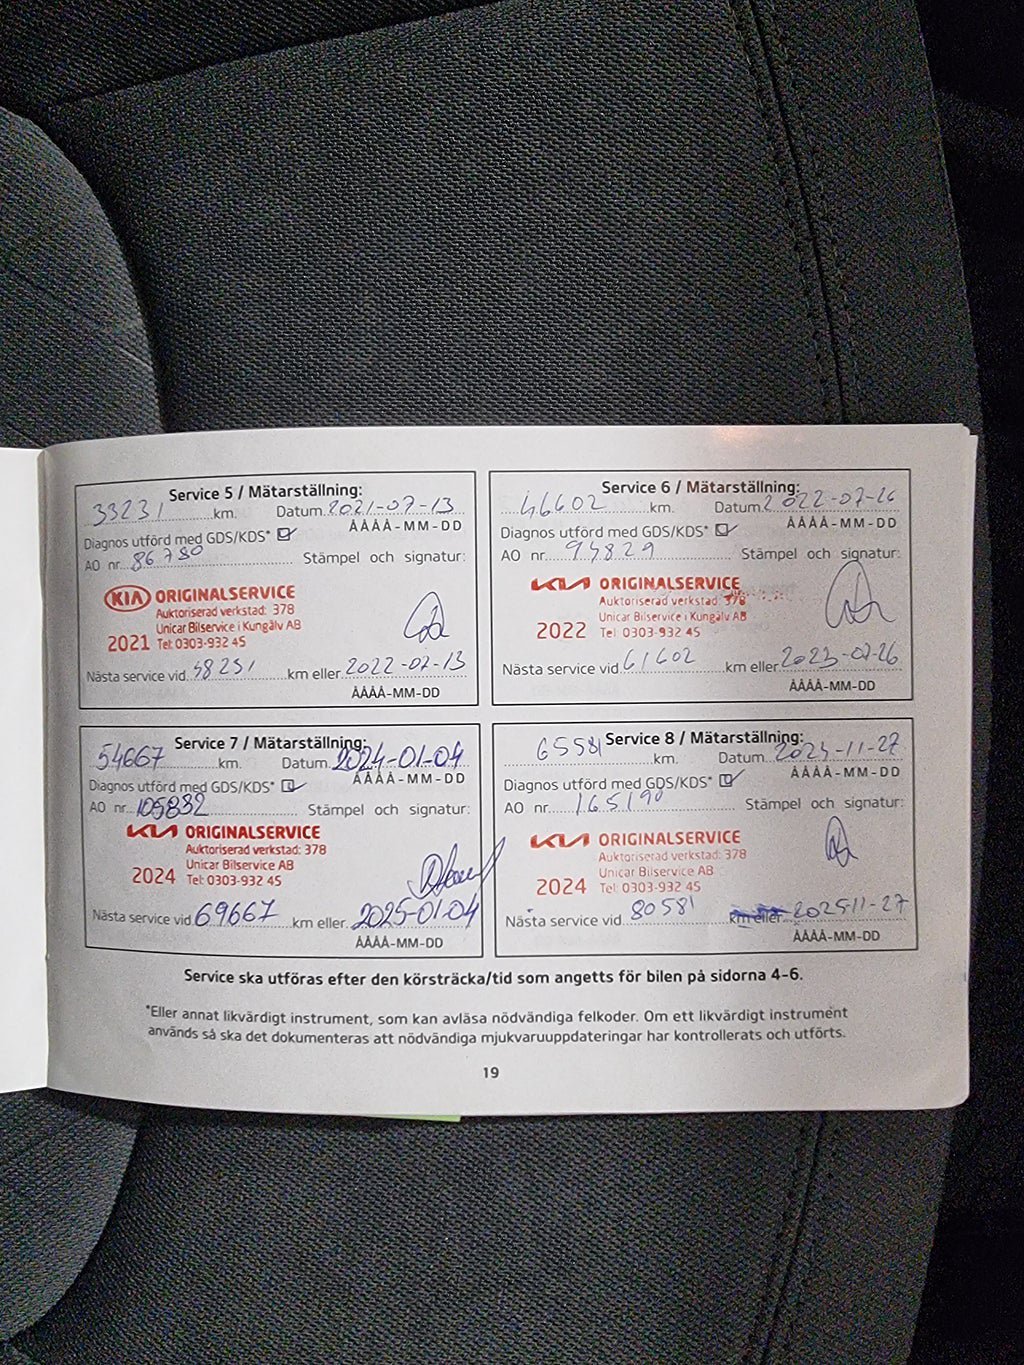 Service 5 / Mätarställning:
33231 km. Datum. 2021-07-13
ÅÅÅÅ-MM-DD
Diagnos utförd med GDS/KDS*
AO nr. 86780 Stämpel och signatur:
KIA ORIGINALSERVICE
Auktoriserad verkstad: 378
Unicar Bilservice i Kungälv AB
2021 Tel: 0303-932 45
Nästa service vid 48231 km eller 2022-07-13
ÅÅÅÅ-MM-DD
Service 6 / Mätarställning:
46602 km. Datum 2022-07-26
ÅÅÅÅ-MM-DD
Diagnos utförd med GDS/KDS*
AO nr. 94829 Stämpel och signatur:
KIA ORIGINALSERVICE
Auktoriserad verkstad: 378
Unicar Bilservice i Kungälv AB
2022 Tel: 0303-932 45
Nästa service vid 61602 km eller 2023-07-26
ÅÅÅÅ-MM-DD
Service 7 / Mätarställning:
54667 km. Datum 2024-01-04
ÅÅÅÅ-MM-DD
Diagnos utförd med GDS/KDS*
AO nr. 105832 Stämpel och signatur:
KIA ORIGINALSERVICE
Auktoriserad verkstad: 378
Unicar Bilservice AB
2024 Tel: 0303-932 45
Nästa service vid 69667 km eller 2025-01-04
ÅÅÅÅ-MM-DD
Service 8 / Mätarställning:
65581 km. Datum 2024-11-27
ÅÅÅÅ-MM-DD
Diagnos utförd med GDS/KDS*
AO nr. 165190 Stämpel och signatur:
KIA ORIGINALSERVICE
Auktoriserad verkstad: 378
Unicar Bilservice AB
2024 Tel: 0303-932 45
Nästa service vid 80581 km eller 202511-27
ÅÅÅÅ-MM-DD
Service ska utföras efter den körsträcka/tid som angetts för bilen på sidorna 4-6.
*Eller annat likvärdigt instrument, som kan avläsa nödvändiga felkoder. Om ett likvärdigt instrument
används så ska det dokumenteras att nödvändiga mjukvaruuppdateringar har kontrollerats och utförts.
19